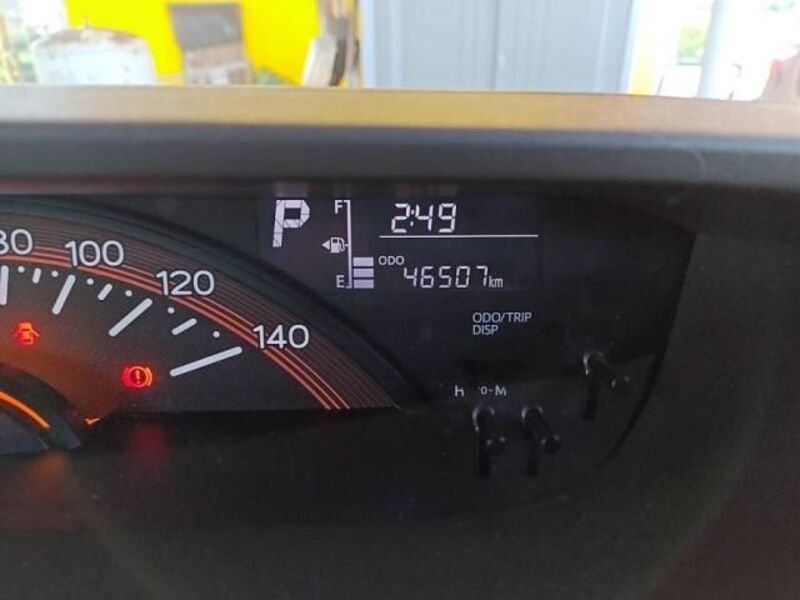 P
F
2:49
E
ODO 46507km
80
100
120
140
ODO/TRIP
DISP
H M